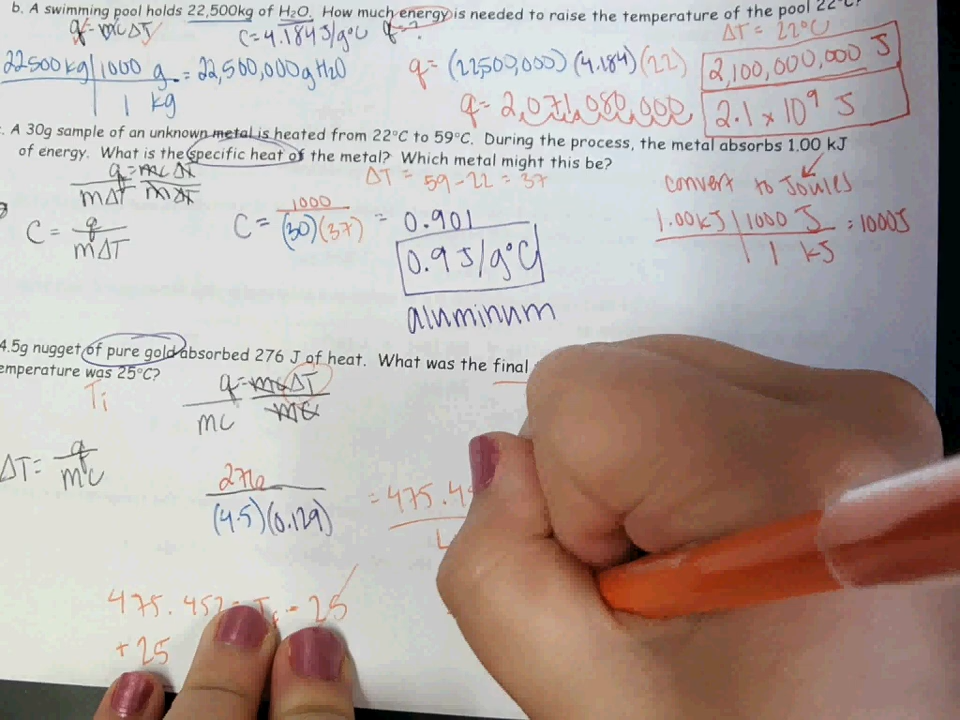 b. A swimming pool holds 22,500kg of H₂O. How much energy is needed to raise the temperature of the pool 22°C?
q=mCΔT C=4.184J/g°C q=? ΔT = 22°C
22500 kg | 1000 g = 22,500,000g H₂O
1 kg
q= (22,500,000) (4.184) (22)
q= 2,071,080,000
2,100,000,000 J
2.1 x 10⁹ J
. A 30g sample of an unknown metal is heated from 22°C to 59°C. During the process, the metal absorbs 1.00 kJ
of energy. What is the specific heat of the metal? Which metal might this be?
q=mCΔT
mΔT mΔT
ΔT = 59-22 = 37
convert to Joules
1.00kJ | 1000 J = 1000J
1 kJ
C = q
mΔT
C= 1000 = 0.901
(30)(37)
0.9 J/g°C
aluminum
4.5g nugget of pure gold absorbed 276 J of heat. What was the final
emperature was 25°C?
Ti
q=mCΔT
mC mC
ΔT= q
mC
276
(4.5)(0.129)
= 475.4
475.452= Tf - 25
+ 25